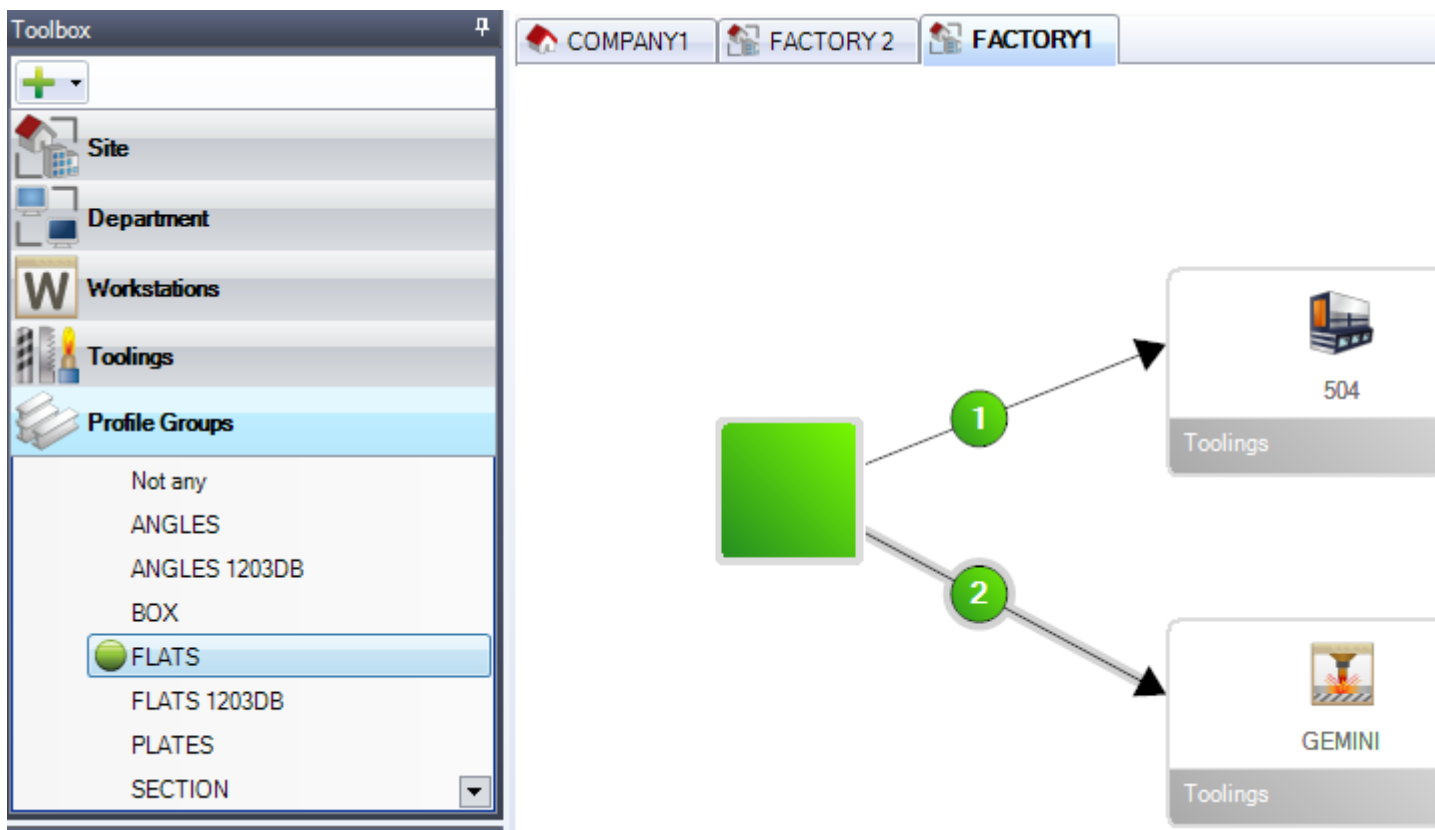 Toolbox
COMPANY1
FACTORY 2
FACTORY1
Site
Department
W Workstations
Toolings
Profile Groups
Not any
ANGLES
ANGLES 1203DB
BOX
FLATS
FLATS 1203DB
PLATES
SECTION
1
504
Toolings
2
GEMINI
Toolings